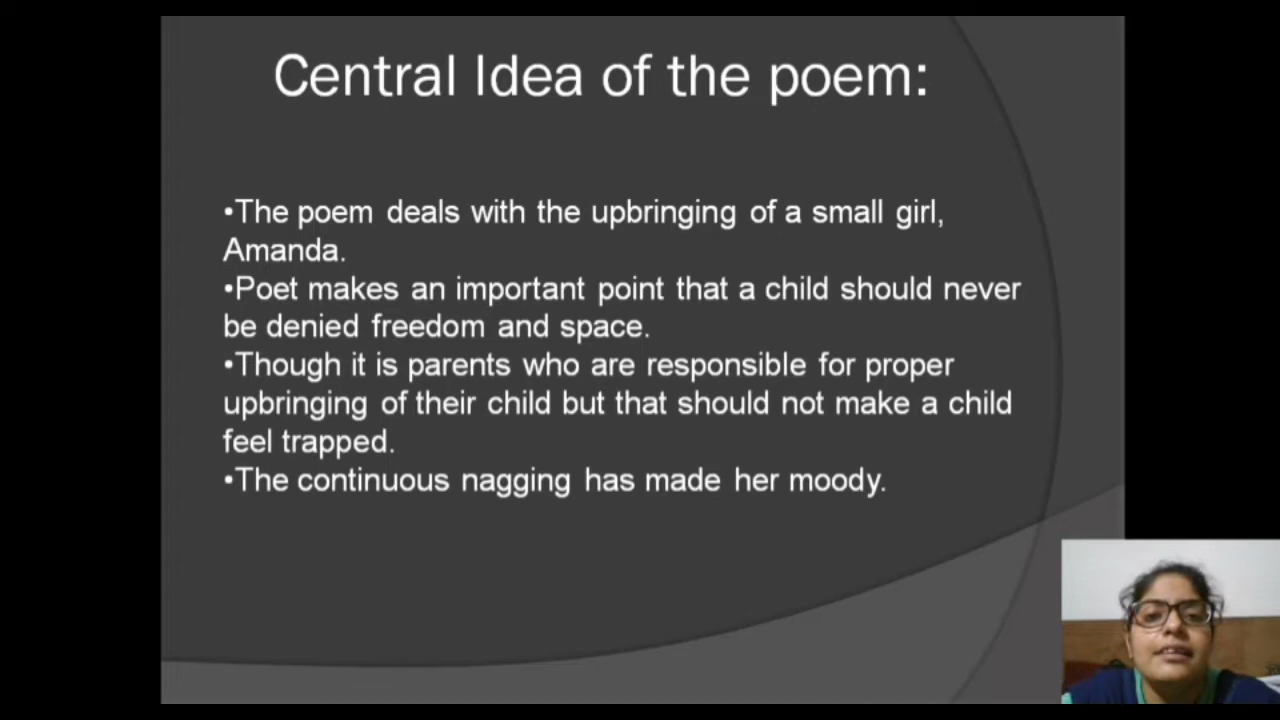 Central Idea of the poem:
•The poem deals with the upbringing of a small girl,
Amanda.
•Poet makes an important point that a child should never
be denied freedom and space.
•Though it is parents who are responsible for proper
upbringing of their child but that should not make a child
feel trapped.
•The continuous nagging has made her moody.